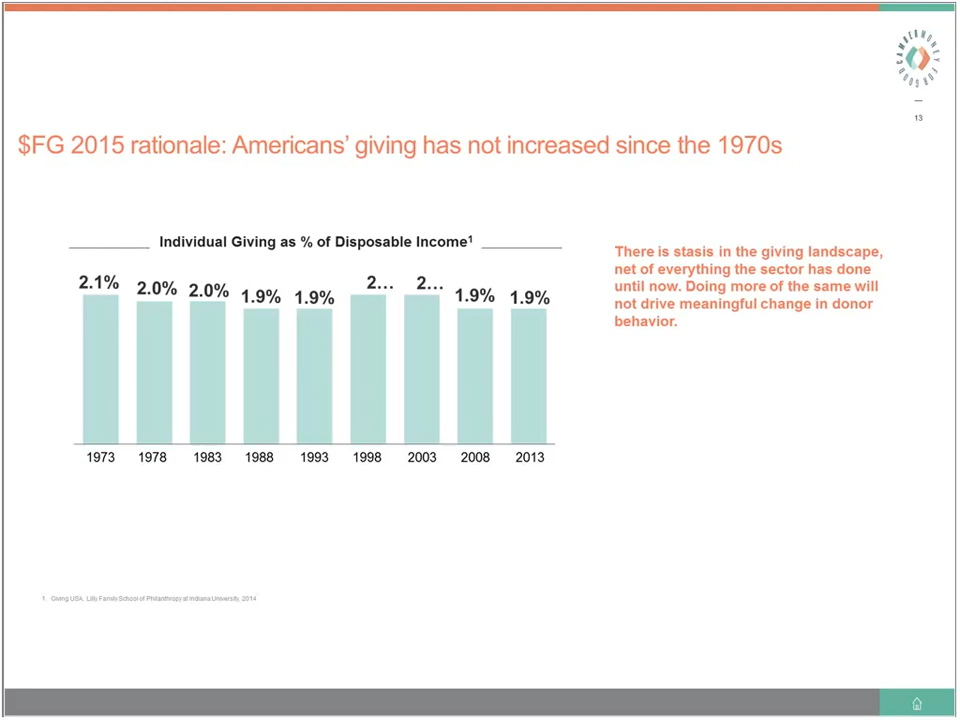 CAMBER MONEY FOR GOOD
13
$FG 2015 rationale: Americans’ giving has not increased since the 1970s
Individual Giving as % of Disposable Income1
There is stasis in the giving landscape,
net of everything the sector has done
until now. Doing more of the same will
not drive meaningful change in donor
behavior.
2.1% 2.0% 2.0% 1.9% 1.9% 2… 2… 1.9% 1.9%
1973 1978 1983 1988 1993 1998 2003 2008 2013
1 Giving USA, Lilly Family School of Philanthropy at Indiana University, 2014